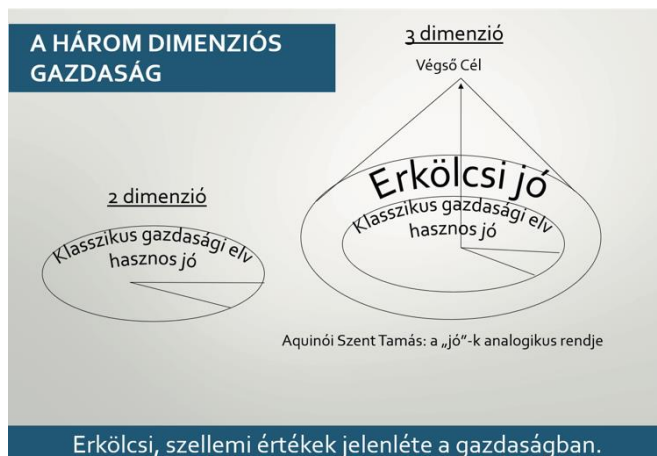 A HÁROM DIMENZIÓS
GAZDASÁG
2 dimenzió
Klasszikus gazdasági elv
hasznos jó
3 dimenzió
Végső Cél
Erkölcsi jó
Klasszikus gazdasági elv
hasznos jó
Aquinói Szent Tamás: a „jó”-k analogikus rendje
Erkölcsi, szellemi értékek jelenléte a gazdaságban.